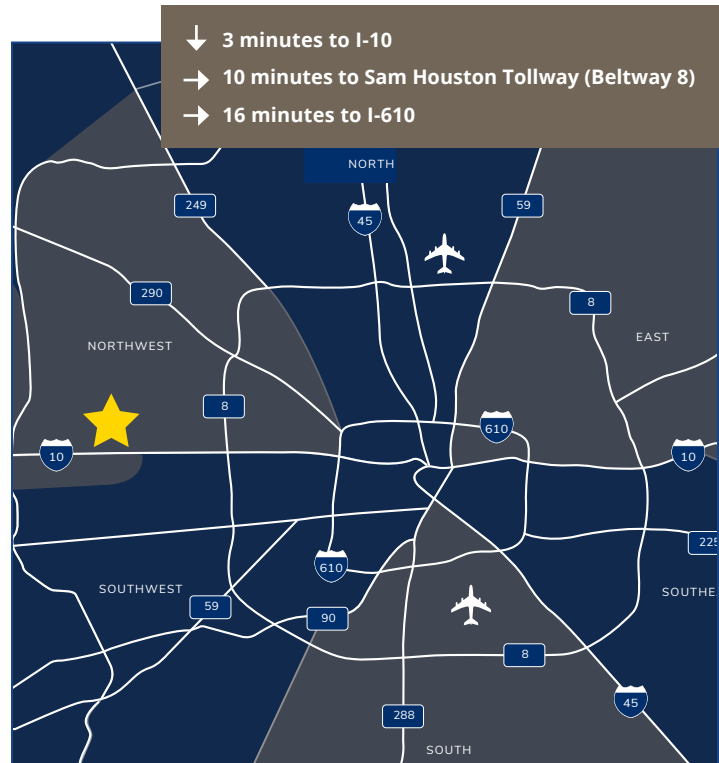 3 minutes to I-10
10 minutes to Sam Houston Tollway (Beltway 8)
16 minutes to I-610
NORTH
249
45
59
290
8
NORTHWEST
EAST
8
610
10
10
225
610
SOUTHWEST
SOUTHE
59
90
8
288
45
SOUTH